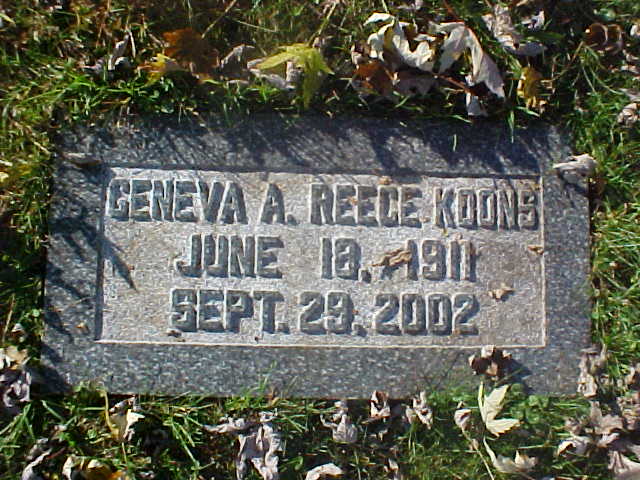 GENEVA A. REECE KOONS
JUNE 18, 1911
SEPT. 29, 2002